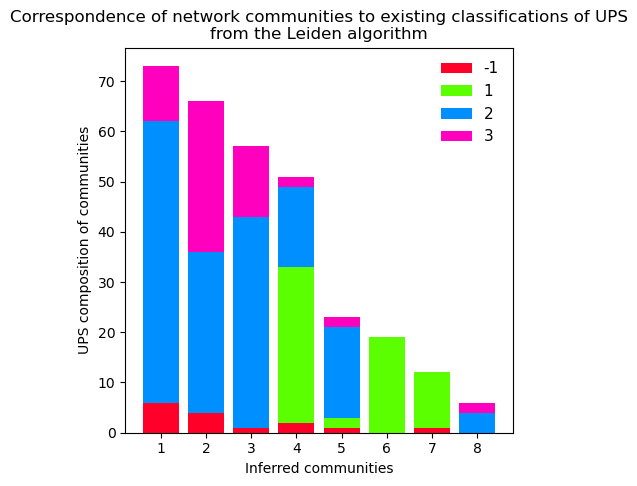 Correspondence of network communities to existing classifications of UPS
from the Leiden algorithm
UPS composition of communities
70
60
50
40
30
20
10
0
-1
1
2
3
1 2 3 4 5 6 7 8
Inferred communities